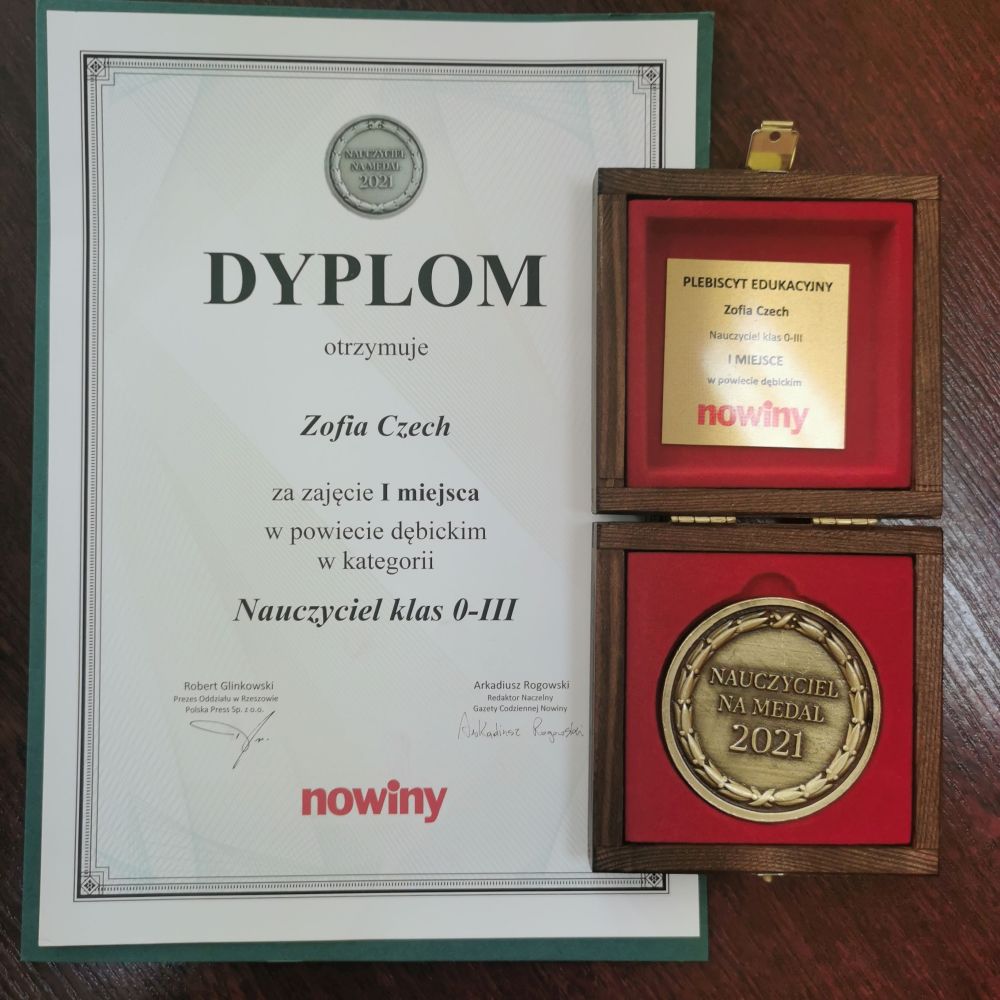 NAUCZYCIEL
NA MEDAL
2021
DYPLOM
otrzymuje
Zofia Czech
za zajęcie I miejsca
w powiecie dębickim
w kategorii
Nauczyciel klas 0-III
Robert Glinkowski
Prezes Oddziału w Rzeszowie
Polska Press Sp. z o.o.
Arkadiusz Rogowski
Redaktor Naczelny
Gazety Codziennej Nowiny
Arkadiusz Rogowski
nowiny
PLEBISCYT EDUKACYJNY
Zofia Czech
Nauczyciel klas 0-III
I MIEJSCE
w powiecie dębickim
nowiny
NAUCZYCIEL
NA MEDAL
2021